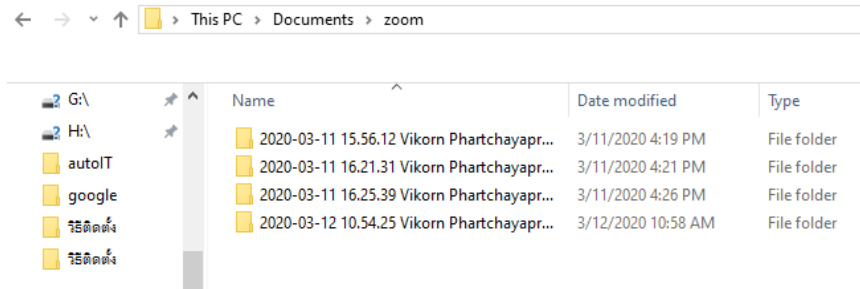 This PC > Documents > zoom
G:\
H:\
autoIT
google
วิธีติดตั้ง
วิธีติดตั้ง
Name Date modified Type
2020-03-11 15.56.12 Vikorn Phartchayapr... 3/11/2020 4:19 PM File folder
2020-03-11 16.21.31 Vikorn Phartchayapr... 3/11/2020 4:21 PM File folder
2020-03-11 16.25.39 Vikorn Phartchayapr... 3/11/2020 4:26 PM File folder
2020-03-12 10.54.25 Vikorn Phartchayapr... 3/12/2020 10:58 AM File folder